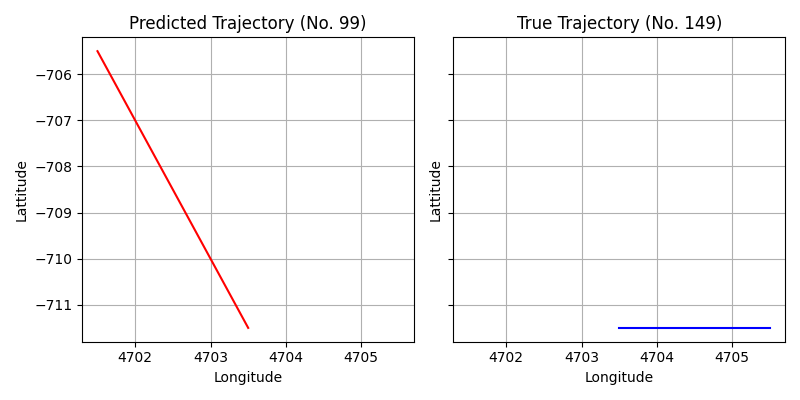 Predicted Trajectory (No. 99)
True Trajectory (No. 149)
Lattitude
−706
−707
−708
−709
−710
−711
4702
4703
4704
4705
Longitude
Lattitude
4702
4703
4704
4705
Longitude